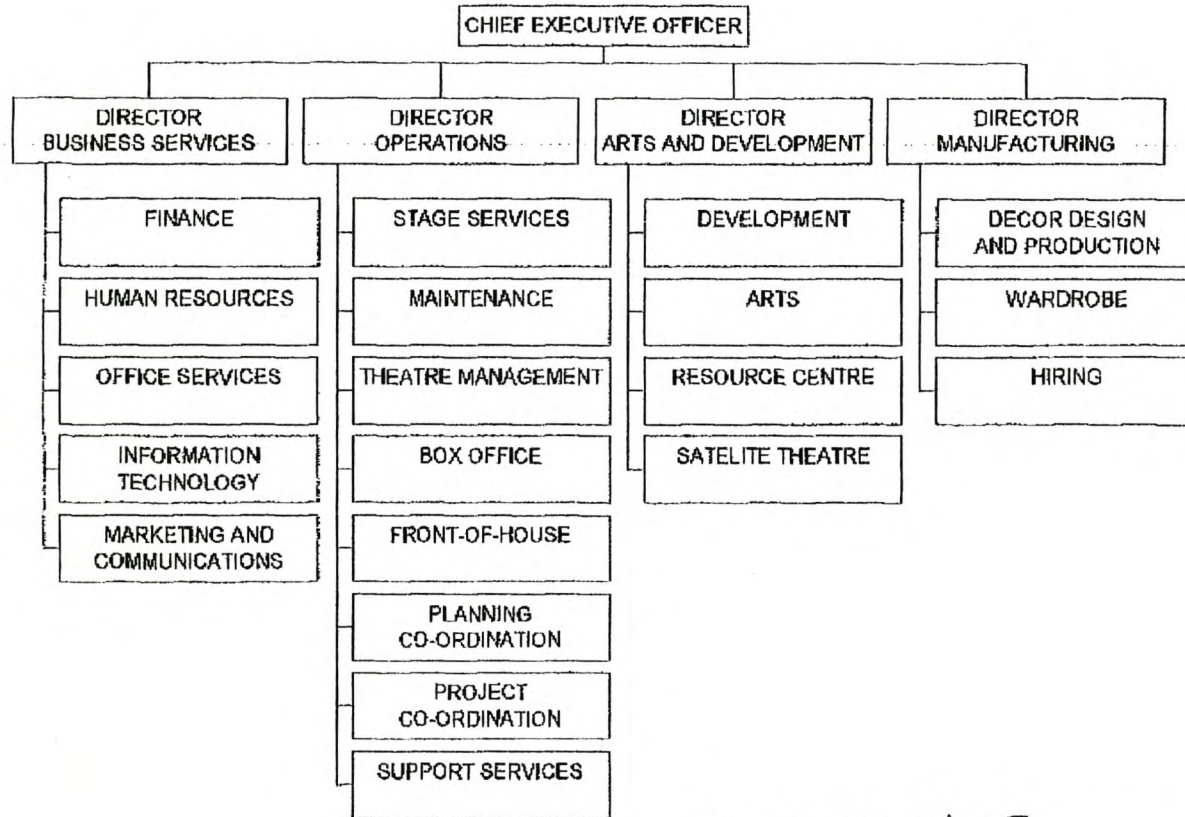 CHIEF EXECUTIVE OFFICER
DIRECTOR
BUSINESS SERVICES
FINANCE
HUMAN RESOURCES
OFFICE SERVICES
INFORMATION
TECHNOLOGY
MARKETING AND
COMMUNICATIONS
DIRECTOR
OPERATIONS
STAGE SERVICES
MAINTENANCE
THEATRE MANAGEMENT
BOX OFFICE
FRONT-OF-HOUSE
PLANNING
CO-ORDINATION
PROJECT
CO-ORDINATION
SUPPORT SERVICES
DIRECTOR
ARTS AND DEVELOPMENT
DEVELOPMENT
ARTS
RESOURCE CENTRE
SATELITE THEATRE
DIRECTOR
MANUFACTURING
DECOR DESIGN
AND PRODUCTION
WARDROBE
HIRING